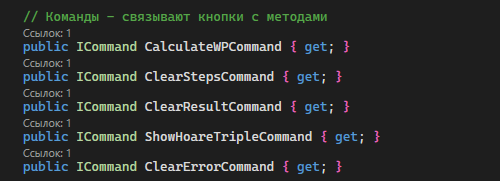 // Команды – связывают кнопки с методами
Ссылок: 1
public ICommand CalculateWPCommand { get; }
Ссылок: 1
public ICommand ClearStepsCommand { get; }
Ссылок: 1
public ICommand ClearResultCommand { get; }
Ссылок: 1
public ICommand ShowHoareTripleCommand { get; }
Ссылок: 1
public ICommand ClearErrorCommand { get; }